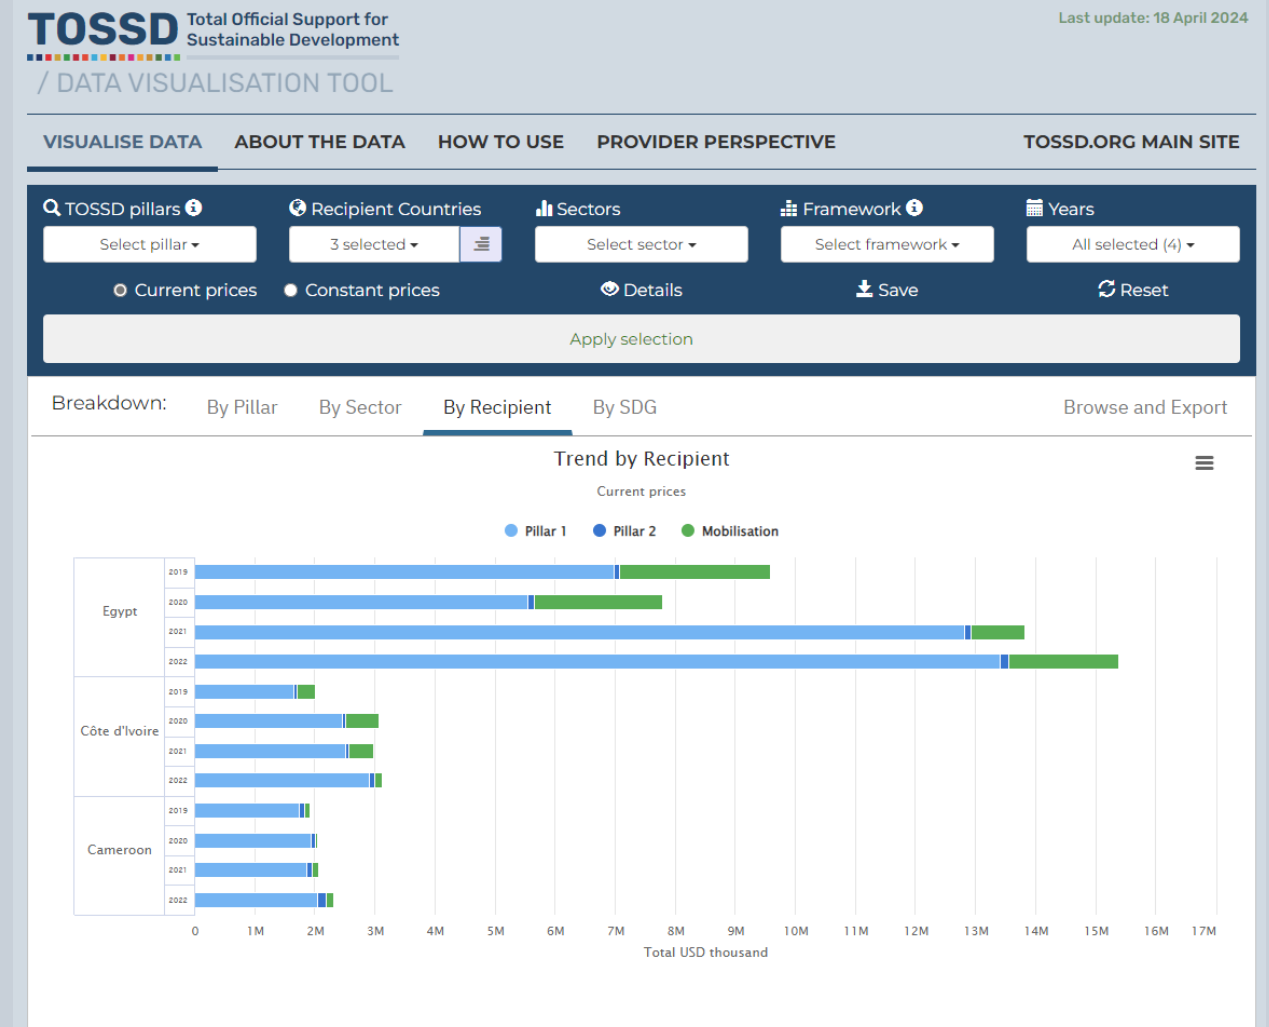 TOSSD Total Official Support for
Sustainable Development
/ DATA VISUALISATION TOOL
Last update: 18 April 2024
VISUALISE DATA ABOUT THE DATA HOW TO USE PROVIDER PERSPECTIVE TOSSD.ORG MAIN SITE
TOSSD pillars Recipient Countries Sectors Framework Years
Select pillar 3 selected Select sector Select framework All selected (4)
Current prices Constant prices Details Save Reset
Apply selection
Breakdown: By Pillar By Sector By Recipient By SDG Browse and Export
Trend by Recipient
Current prices
Pillar 1 Pillar 2 Mobilisation
Egypt
2019
2020
2021
2022
Côte d'Ivoire
2019
2020
2021
2022
Cameroon
2019
2020
2021
2022
0 1M 2M 3M 4M 5M 6M 7M 8M 9M 10M 11M 12M 13M 14M 15M 16M 17M
Total USD thousand